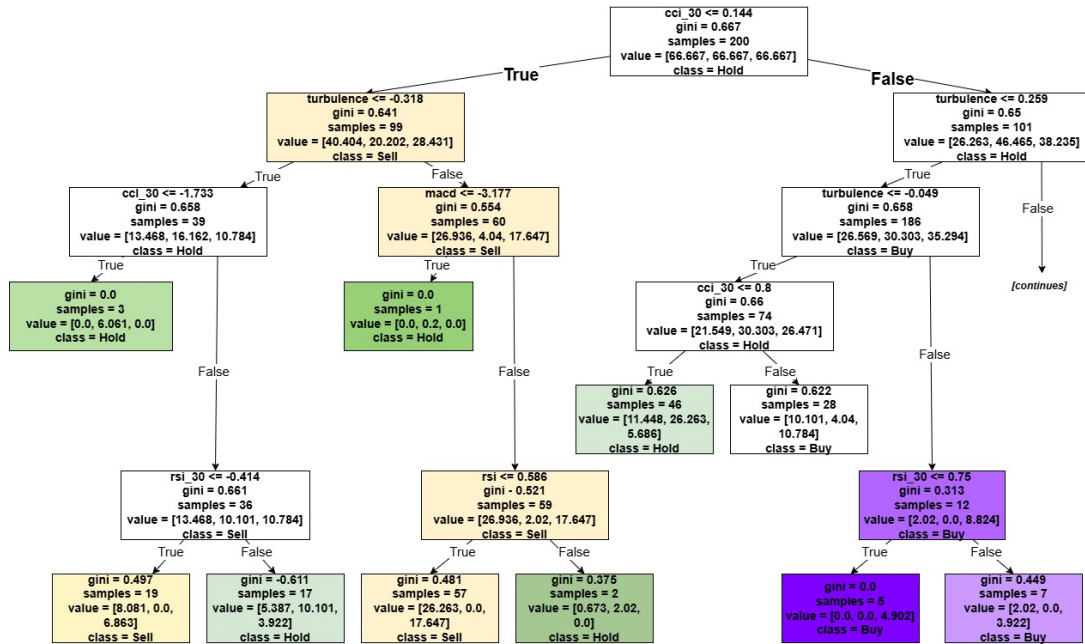 cci_30 <= 0.144
gini = 0.667
samples = 200
value = [66.667, 66.667, 66.667]
class = Hold
True
False
turbulence <= -0.318
gini = 0.641
samples = 99
value = [40.404, 20.202, 28.431]
class = Sell
turbulence <= 0.259
gini = 0.65
samples = 101
value = [26.263, 46.465, 38.235]
class = Hold
True
False
True
False
ccl_30 <= -1.733
gini = 0.658
samples = 39
value = [13.468, 16.162, 10.784]
class = Hold
macd <= -3.177
gini = 0.554
samples = 60
value = [26.936, 4.04, 17.647]
class = Sell
turbulence <= -0.049
gini = 0.658
samples = 186
value = [26.569, 30.303, 35.294]
class = Buy
[continues]
True
False
True
False
True
False
gini = 0.0
samples = 3
value = [0.0, 6.061, 0.0]
class = Hold
gini = 0.0
samples = 1
value = [0.0, 0.2, 0.0]
class = Hold
cci_30 <= 0.8
gini = 0.66
samples = 74
value = [21.549, 30.303, 26.471]
class = Hold
True
False
gini = 0.626
samples = 46
value = [11.448, 26.263,
5.686]
class = Hold
gini = 0.622
samples = 28
value = [10.101, 4.04,
10.784]
class = Buy
rsi_30 <= -0.414
gini = 0.661
samples = 36
value = [13.468, 10.101, 10.784]
class = Sell
rsi <= 0.586
gini - 0.521
samples = 59
value = [26.936, 2.02, 17.647]
class = Sell
rsi_30 <= 0.75
gini = 0.313
samples = 12
value = [2.02, 0.0, 8.824]
class = Buy
True
False
True
False
True
False
gini = 0.497
samples = 19
value = [8.081, 0.0,
6.863]
class = Sell
gini = -0.611
samples = 17
value = [5.387, 10.101,
3.922]
class = Hold
gini = 0.481
samples = 57
value = [26.263, 0.0,
17.647]
class = Sell
gini = 0.375
samples = 2
value = [0.673, 2.02,
0.0]
class = Hold
gini = 0.0
samples = 5
value = [0.0, 0.0, 4.902]
class = Buy
gini = 0.449
samples = 7
value = [2.02, 0.0,
3.922]
class = Buy